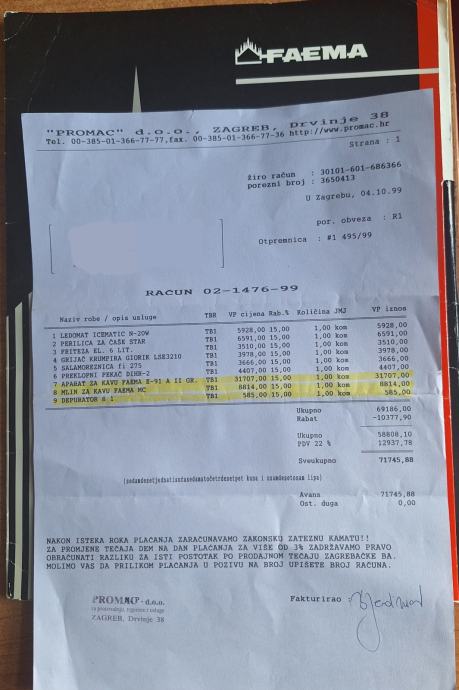 FAEMA
"PROMAC" d.o.o., ZAGREB, Drvinje 38
Tel. 00-385-01-366-77-77,fax. 00-385-01-366-77-36 http://www.promac.hr
Strana : 1
žiro račun : 30101-601-686366
porezni broj : 3650413
U Zagrebu, 04.10.99
por. obveza : R1
Otpremnica : #1 495/99
RAČUN 02-1476-99
Naziv robe / opis usluge TBR VP cijena Rab.% Količina JMJ VP iznos
1 LEDOMAT ICEMATIC N-20W TB1 5928,00 15,00 1,00 kom 5928,00
2 PERILICA ZA ČAŠE STAR TB1 6591,00 15,00 1,00 kom 6591,00
3 FRITEZA EL. 6 LIT. TB1 3510,00 15,00 1,00 kom 3510,00
4 GRIJAČ KRUMPIRA GIORIK LSE3210 TB1 3978,00 15,00 1,00 kom 3978,00
5 SALAMOREZNICA fi 275 TB1 3666,00 15,00 1,00 kom 3666,00
6 PREKLOPNI PEKAČ DIHR-2 TB1 4407,00 15,00 1,00 kom 4407,00
7 APARAT ZA KAVU FAEMA E-91 A II GR. TB1 31707,00 15,00 1,00 kom 31707,00
8 MLIN ZA KAVU FAEMA MC TB1 8814,00 15,00 1,00 kom 8814,00
9 DEPURATOR 8 l TB1 585,00 15,00 1,00 kom 585,00
Ukupno 69186,00
Rabat -10377,90
Ukupno 58808,10
PDV 22 % 12937,78
Sveukupno 71745,88
Avans 71745,88
Ost. duga 0,00
NAKON ISTEKA ROKA PLAĆANJA ZARAČUNAVAMO ZAKONSKU ZATEZNU KAMATU!!
ZA PROMJENE TEČAJA DEM NA DAN PLAĆANJA ZA VIŠE OD 3% ZADRŽAVAMO PRAVO
OBRAČUNATI RAZLIKU ZA ISTI POSTOTAK PO PRODAJNOM TEČAJU ZAGREBAČKE BA.
MOLIMO VAS DA PRILIKOM PLAĆANJA U POZIVU NA BROJ UPIŠETE BROJ RAČUNA.
Fakturirao :
PROMAC d.o.o.
za proizvodnju, trgovinu i usluge
ZAGREB, Drvinje 38